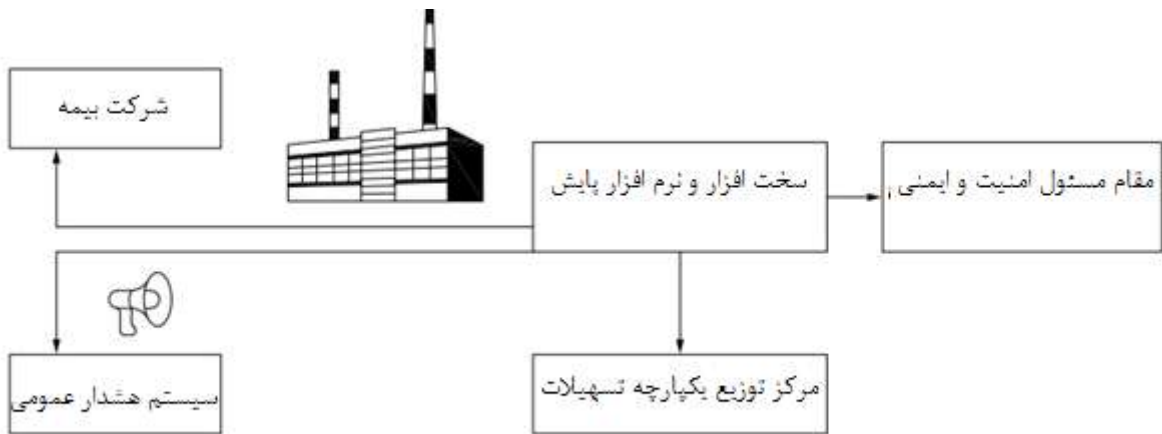 شرکت بیمه
سخت افزار و نرم افزار پایش
مقام مسئول امنیت و ایمنی
سیستم هشدار عمومی
مرکز توزیع یکپارچه تسهیلات